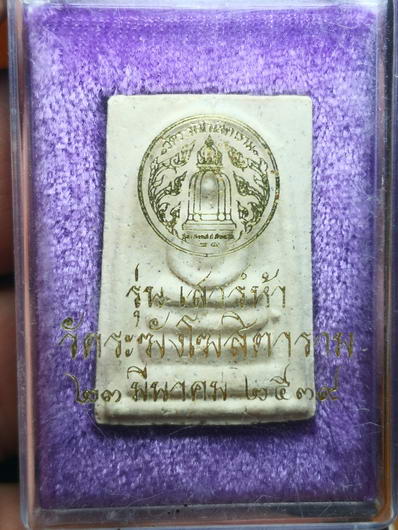 รุ่น เสาร์ห้า
วัดระฆังโฆสิตาราม
๒๓ มีนาคม ๒๕๓๙